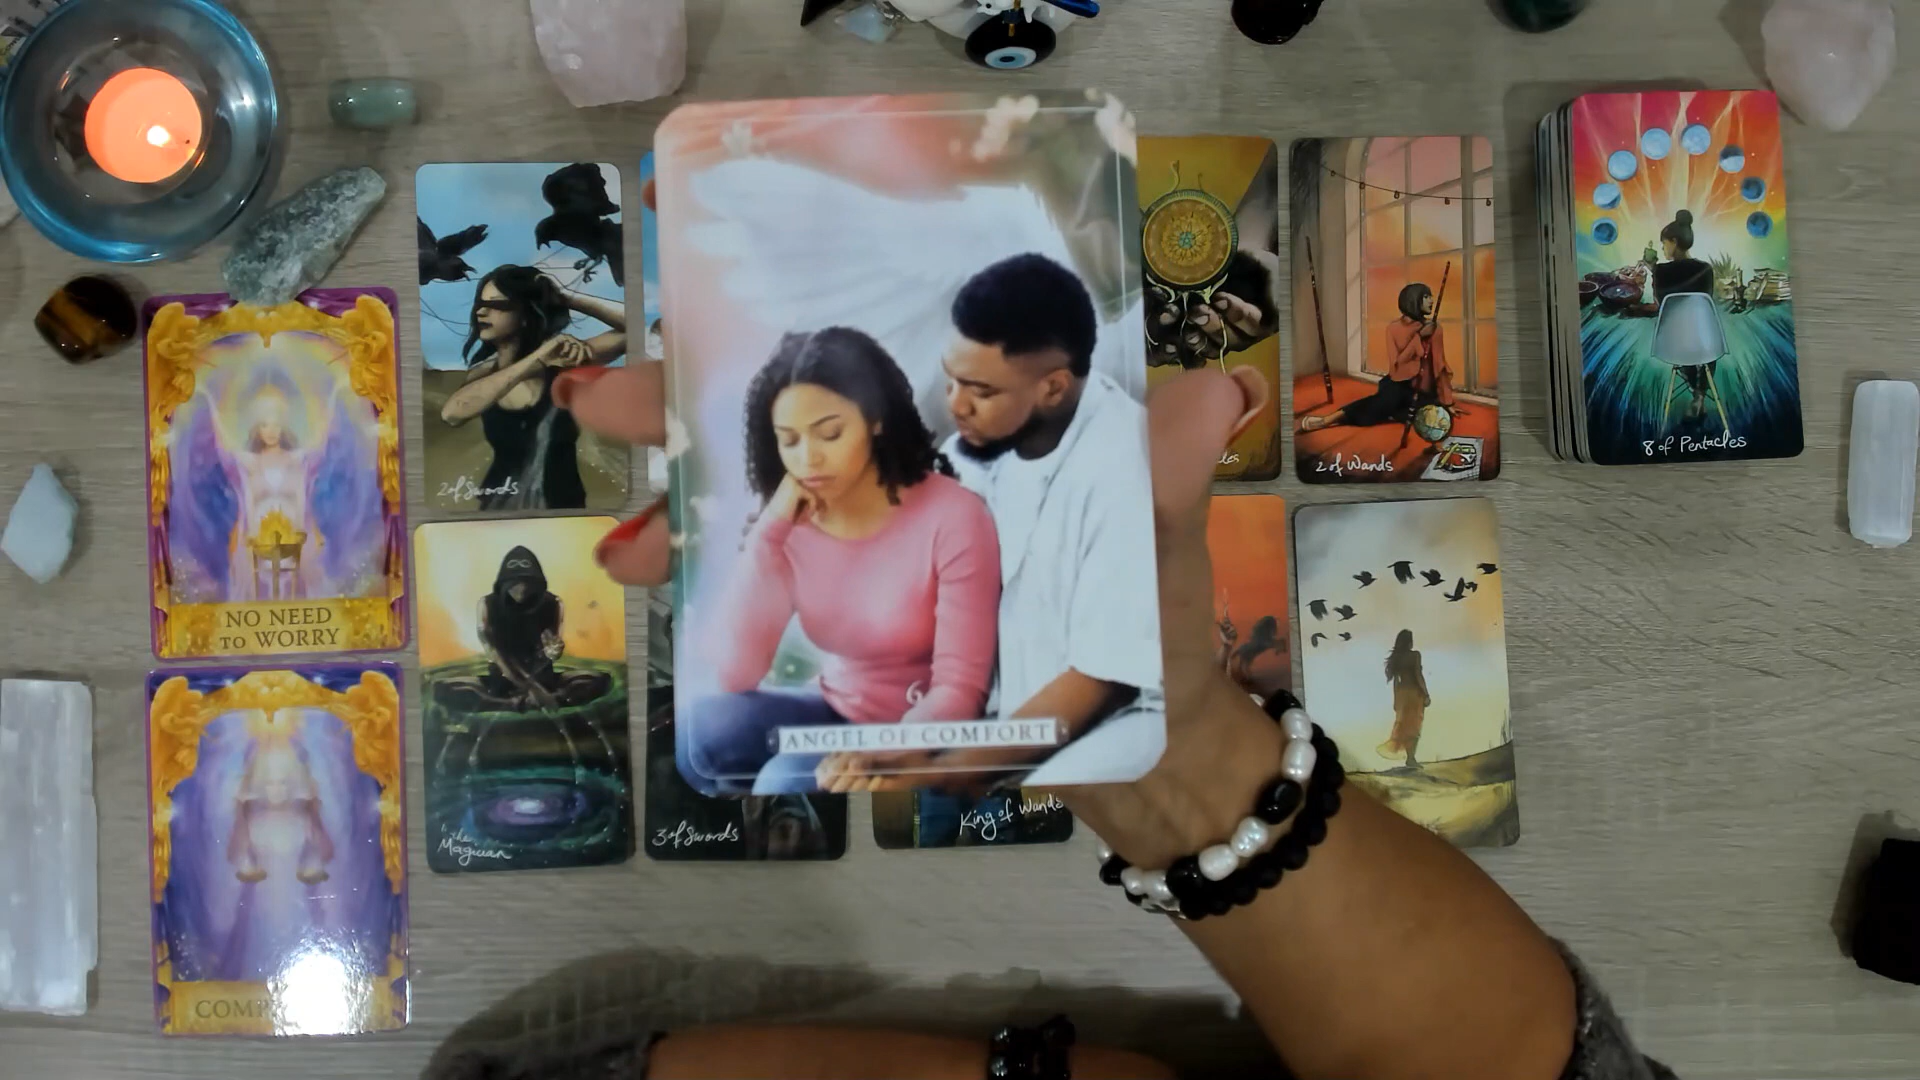 2 of Swords
2 of Wands
8 of Pentacles
NO NEED
TO WORRY
ANGEL OF COMFORT
the
Magician
3 of Swords
King of Wands